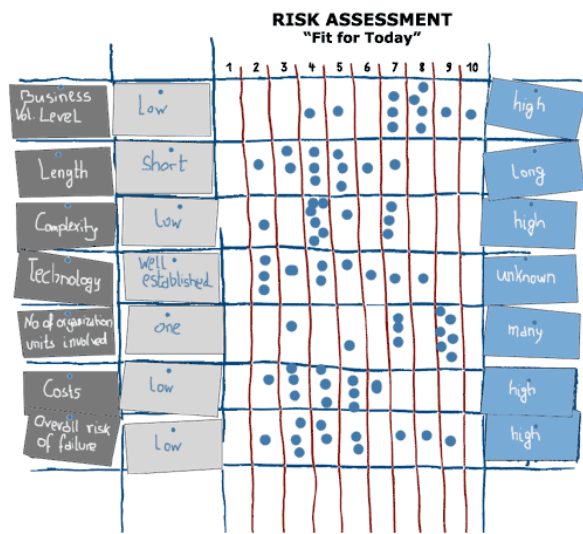 RISK ASSESSMENT
"Fit for Today"
1 2 3 4 5 6 7 8 9 10
Business
Vol. Level
low
high
Length
short
long
Complexity
low
high
Technology
well
established
unknown
No of organization
units involved
one
many
Costs
low
high
Overall risk
of failure
low
high